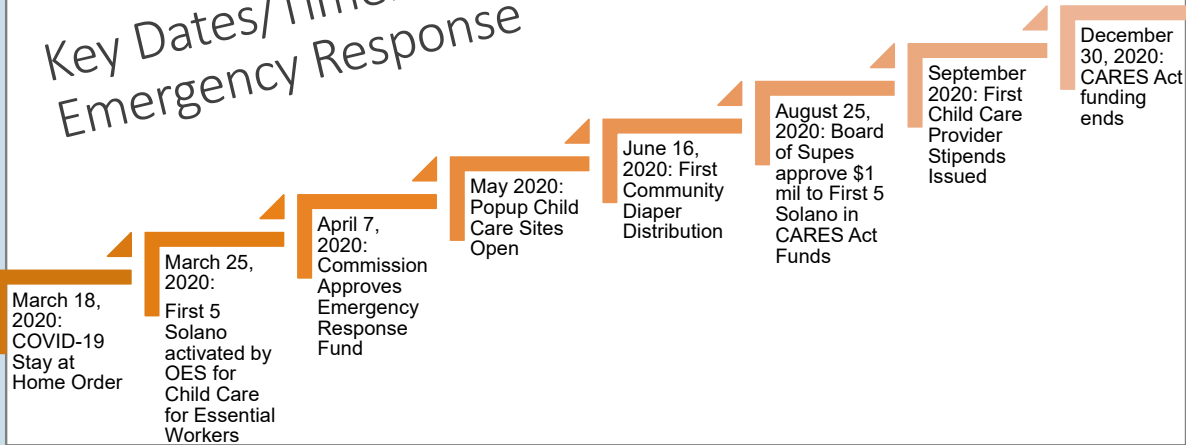 Key Dates/
Emergency Response
March 18,
2020:
COVID-19
Stay at
Home Order
March 25,
2020:
First 5
Solano
activated by
OES for
Child Care
for Essential
Workers
April 7,
2020:
Commission
Approves
Emergency
Response
Fund
May 2020:
Popup Child
Care Sites
Open
June 16,
2020: First
Community
Diaper
Distribution
August 25,
2020: Board
of Supes
approve $1
mil to First 5
Solano in
CARES Act
Funds
September
2020: First
Child Care
Provider
Stipends
Issued
December
30, 2020:
CARES Act
funding
ends